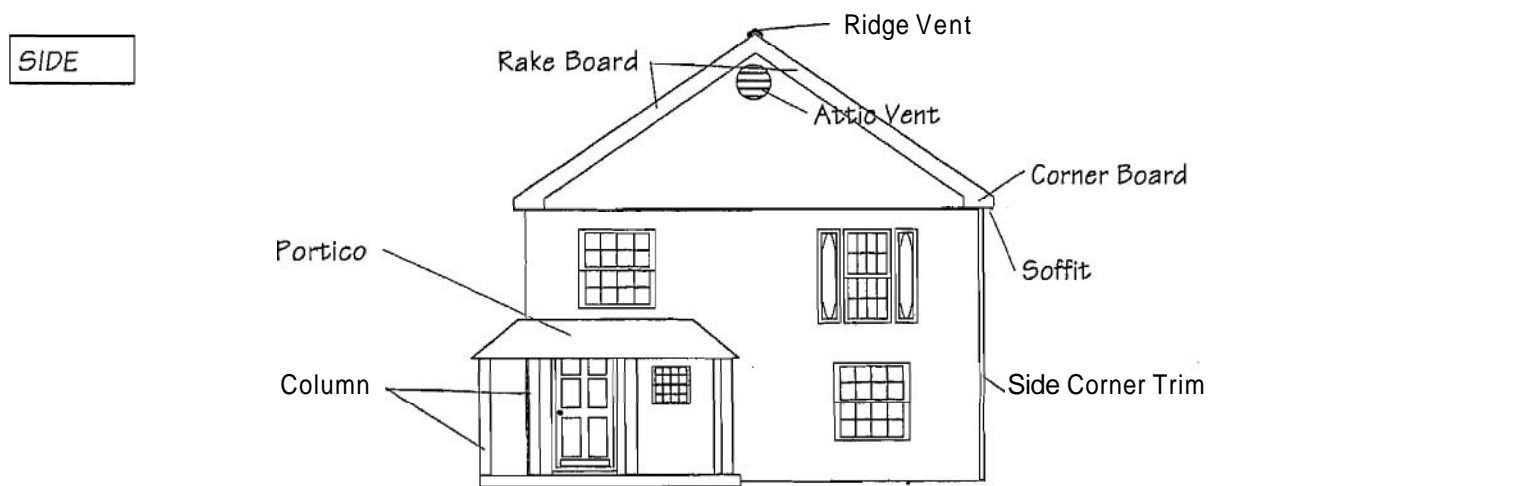 SIDE
Ridge Vent
Rake Board
Attic Vent
Corner Board
Portico
Soffit
Column
Side Corner Trim